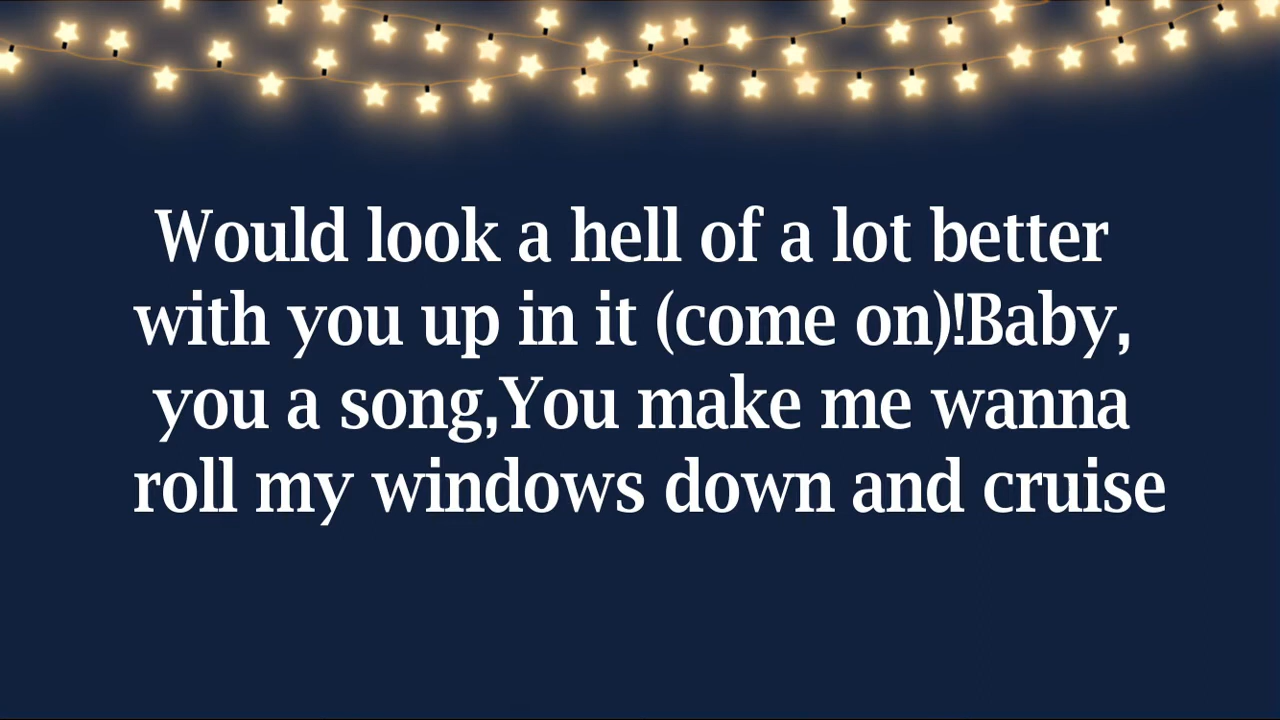 Would look a hell of a lot better
with you up in it (come on)!Baby,
you a song,You make me wanna
roll my windows down and cruise